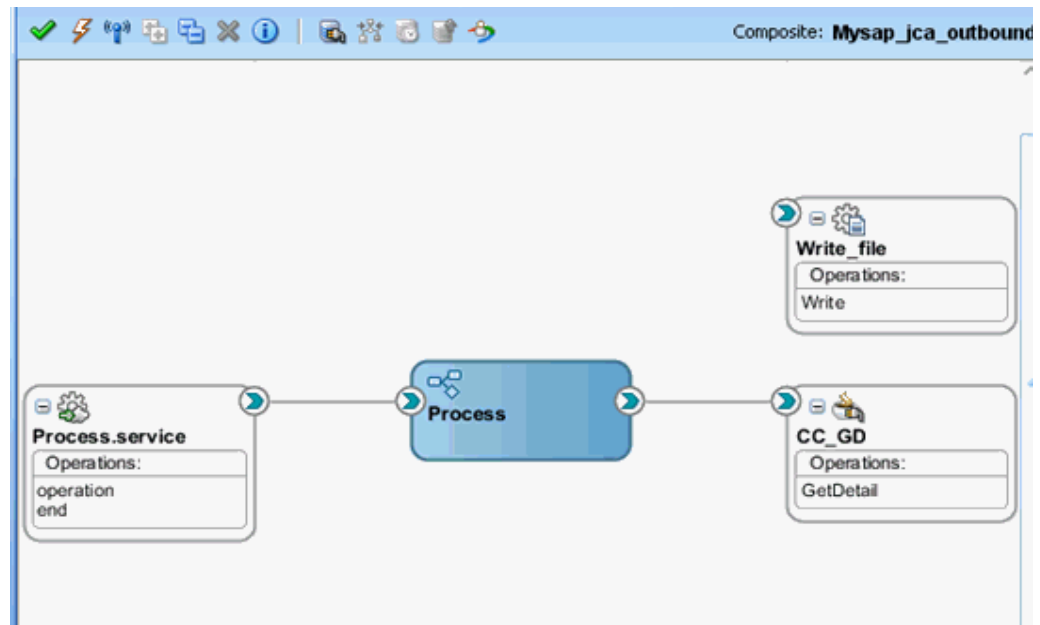 Composite: Mysap_jca_outbound
Write_file
Operations:
Write
Process
Process.service
Operations:
operation
end
CC_GD
Operations:
GetDetail